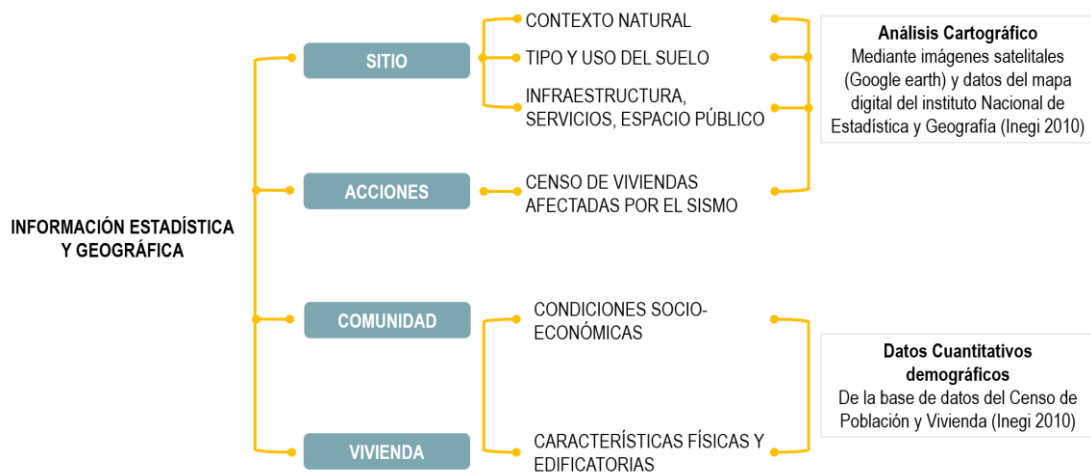 INFORMACIÓN ESTADÍSTICA
Y GEOGRÁFICA
SITIO
CONTEXTO NATURAL
TIPO Y USO DEL SUELO
INFRAESTRUCTURA,
SERVICIOS, ESPACIO PÚBLICO
ACCIONES
CENSO DE VIVIENDAS
AFECTADAS POR EL SISMO
Análisis Cartográfico
Mediante imágenes satelitales
(Google earth) y datos del mapa
digital del instituto Nacional de
Estadística y Geografía (Inegi 2010)
COMUNIDAD
CONDICIONES SOCIO-
ECONÓMICAS
VIVIENDA
CARACTERÍSTICAS FÍSICAS Y
EDIFICATORIAS
Datos Cuantitativos
demográficos
De la base de datos del Censo de
Población y Vivienda (Inegi 2010)